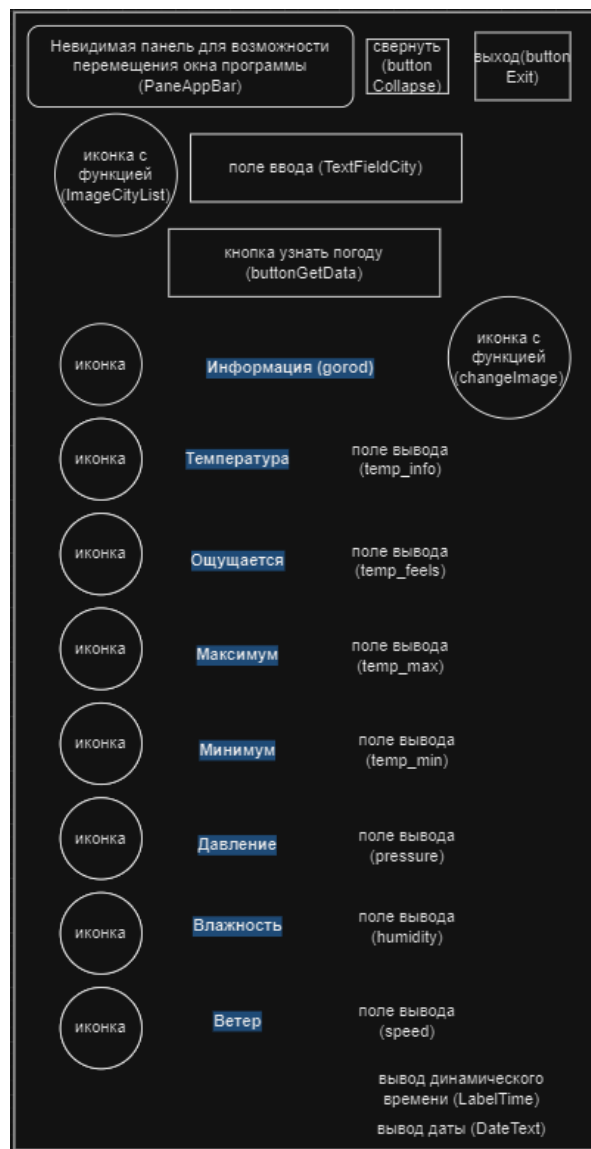 Невидимая панель для возможности
перемещения окна программы
(PaneAppBar)
свернуть
(button
Collapse)
выход(button
Exit)
иконка с
функцией
(ImageCityList)
поле ввода (TextFieldCity)
кнопка узнать погоду
(buttonGetData)
иконка
Информация (gorod)
иконка с
функцией
(changeImage)
иконка
Температура
поле вывода
(temp_info)
иконка
Ощущается
поле вывода
(temp_feels)
иконка
Максимум
поле вывода
(temp_max)
иконка
Минимум
поле вывода
(temp_min)
иконка
Давление
поле вывода
(pressure)
иконка
Влажность
поле вывода
(humidity)
иконка
Ветер
поле вывода
(speed)
вывод динамического
времени (LabelTime)
вывод даты (DateText)